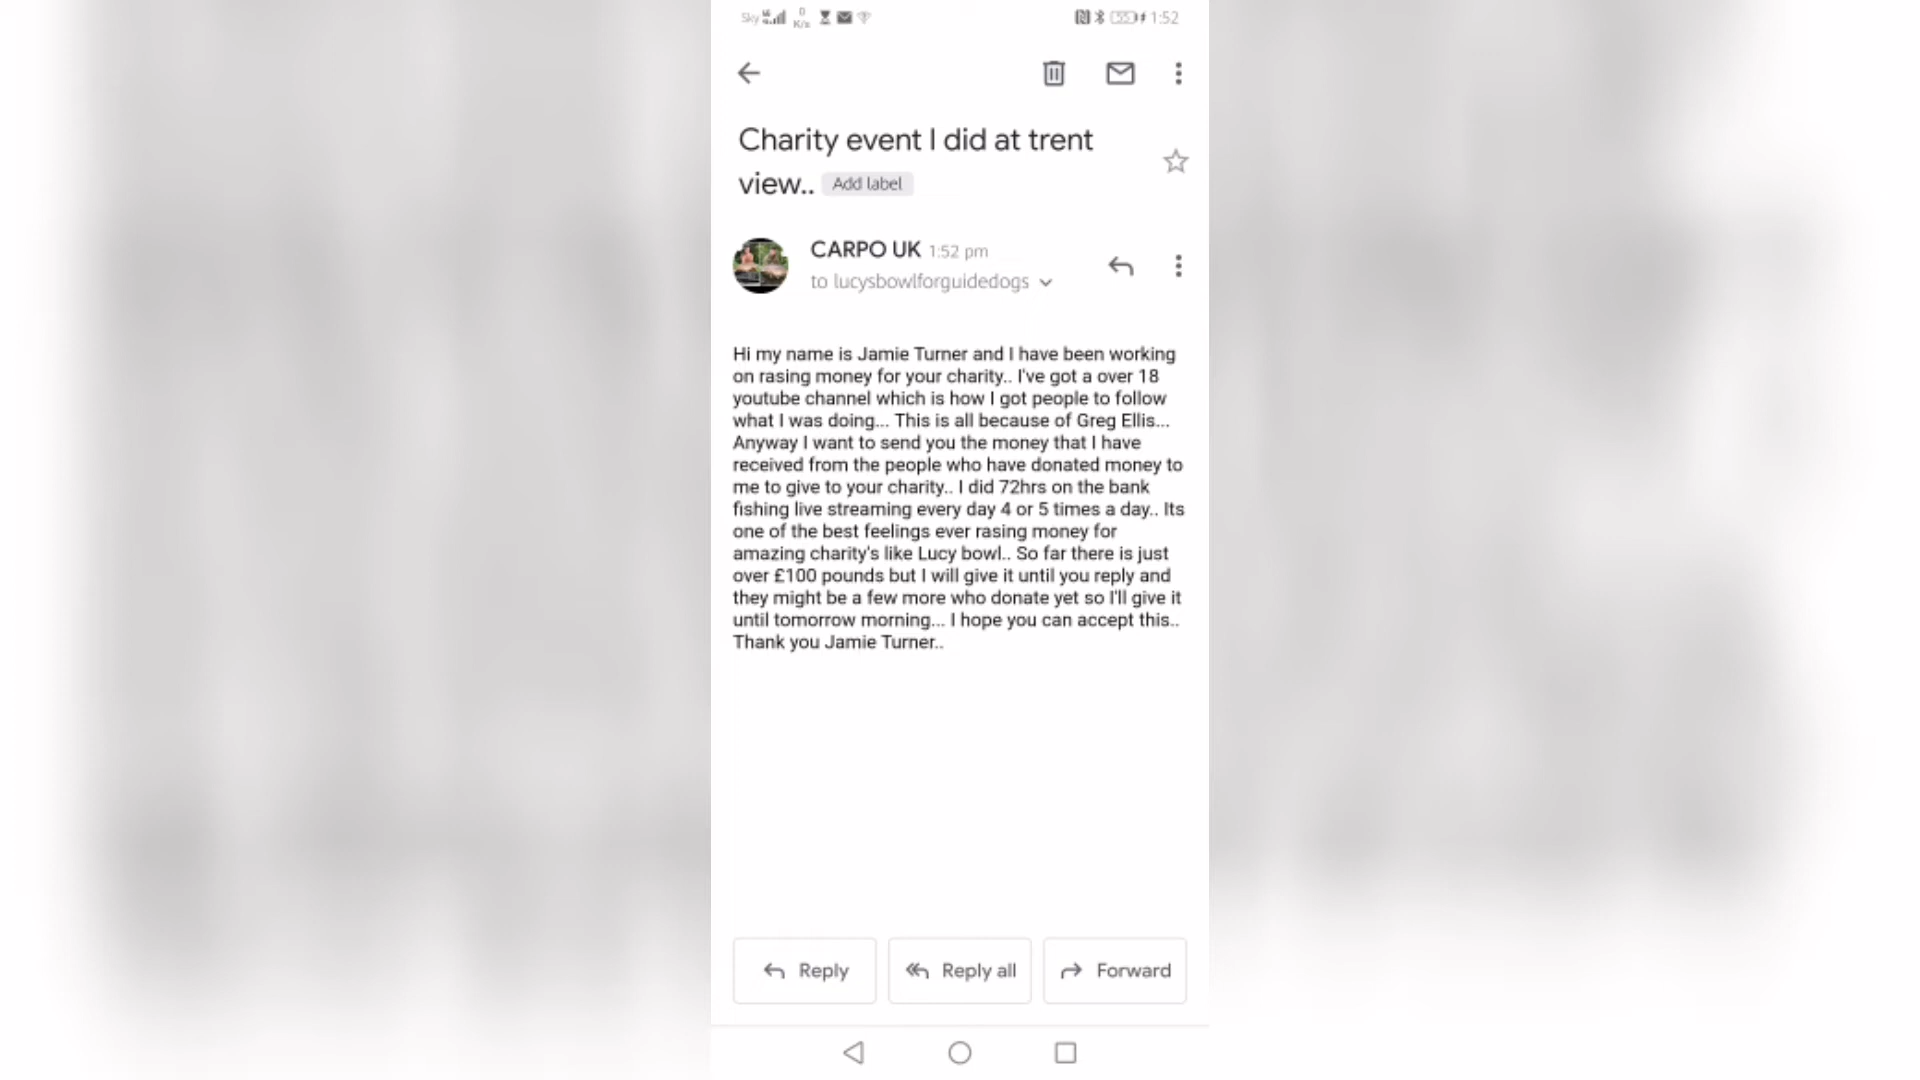 Sky 1:52
Charity event I did at trent
view.. Add label
CARPO UK 1:52 pm
to lucysbowlforguidedogs
Hi my name is Jamie Turner and I have been working
on rasing money for your charity.. I've got a over 18
youtube channel which is how I got people to follow
what I was doing... This is all because of Greg Ellis...
Anyway I want to send you the money that I have
received from the people who have donated money to
me to give to your charity.. I did 72hrs on the bank
fishing live streaming every day 4 or 5 times a day.. Its
one of the best feelings ever rasing money for
amazing charity's like Lucy bowl.. So far there is just
over £100 pounds but I will give it until you reply and
they might be a few more who donate yet so I'll give it
until tomorrow morning... I hope you can accept this..
Thank you Jamie Turner..
Reply Reply all Forward